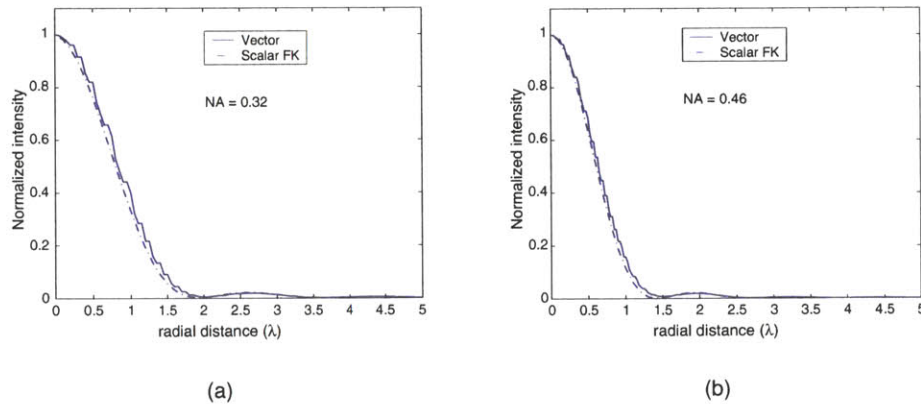 1
0.8
0.6
0.4
0.2
0
Normalized intensity
Vector
Scalar FK
NA = 0.32
0 0.5 1 1.5 2 2.5 3 3.5 4 4.5 5
radial distance (λ)
(a)
1
0.8
0.6
0.4
0.2
0
Normalized intensity
Vector
Scalar FK
NA = 0.46
0 0.5 1 1.5 2 2.5 3 3.5 4 4.5 5
radial distance (λ)
(b)